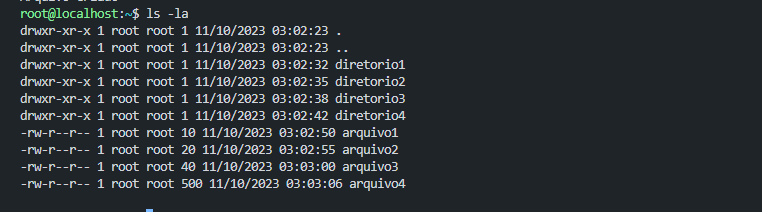 root@localhost:~$ ls -la
drwxr-xr-x 1 root root 1 11/10/2023 03:02:23 .
drwxr-xr-x 1 root root 1 11/10/2023 03:02:23 ..
drwxr-xr-x 1 root root 1 11/10/2023 03:02:32 diretorio1
drwxr-xr-x 1 root root 1 11/10/2023 03:02:35 diretorio2
drwxr-xr-x 1 root root 1 11/10/2023 03:02:38 diretorio3
drwxr-xr-x 1 root root 1 11/10/2023 03:02:42 diretorio4
-rw-r--r-- 1 root root 10 11/10/2023 03:02:50 arquivo1
-rw-r--r-- 1 root root 20 11/10/2023 03:02:55 arquivo2
-rw-r--r-- 1 root root 40 11/10/2023 03:03:00 arquivo3
-rw-r--r-- 1 root root 500 11/10/2023 03:03:06 arquivo4